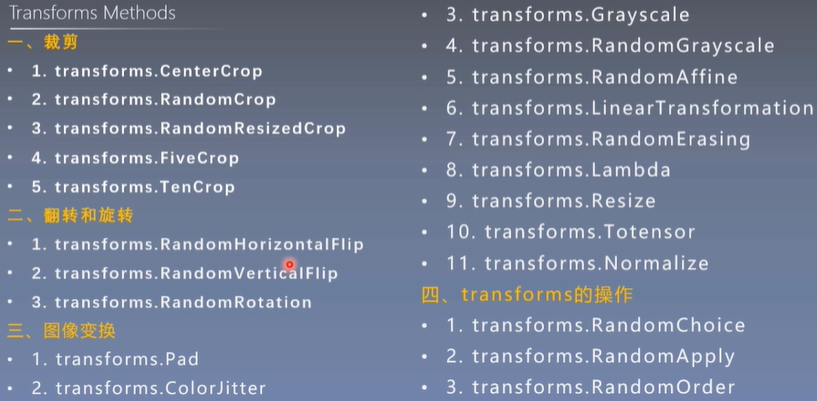 Transforms Methods
一、裁剪
• 1. transforms.CenterCrop
• 2. transforms.RandomCrop
• 3. transforms.RandomResizedCrop
• 4. transforms.FiveCrop
• 5. transforms.TenCrop
二、翻转和旋转
• 1. transforms.RandomHorizontalFlip
• 2. transforms.RandomVerticalFlip
• 3. transforms.RandomRotation
三、图像变换
• 1. transforms.Pad
• 2. transforms.ColorJitter
• 3. transforms.Grayscale
• 4. transforms.RandomGrayscale
• 5. transforms.RandomAffine
• 6. transforms.LinearTransformation
• 7. transforms.RandomErasing
• 8. transforms.Lambda
• 9. transforms.Resize
• 10. transforms.Totensor
• 11. transforms.Normalize
四、transforms的操作
• 1. transforms.RandomChoice
• 2. transforms.RandomApply
• 3. transforms.RandomOrder